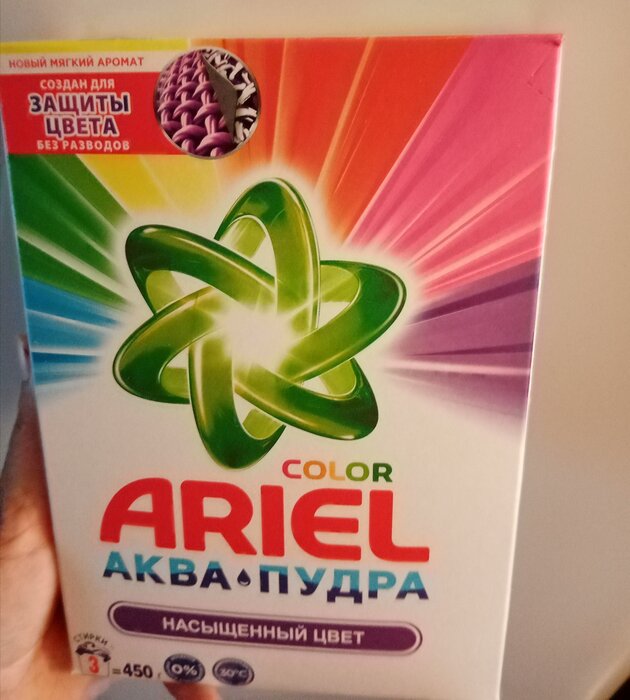 НОВЫЙ МЯГКИЙ АРОМАТ
СОЗДАН ДЛЯ
ЗАЩИТЫ
ЦВЕТА
БЕЗ РАЗВОДОВ
COLOR
ARIEL
АКВА ПУДРА
НАСЫЩЕННЫЙ ЦВЕТ
СТИРКИ
3 =450 г
0%
30°C